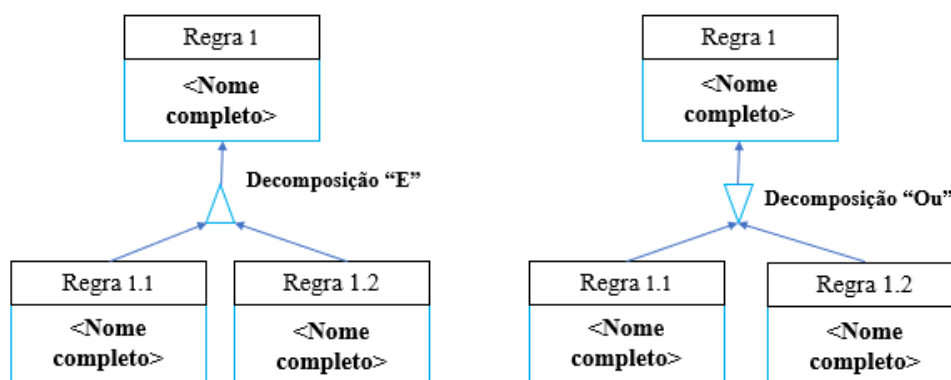 Regra 1
<Nome
completo>
Decomposição “E”
Regra 1.1
<Nome
completo>
Regra 1.2
<Nome
completo>
Regra 1
<Nome
completo>
Decomposição “Ou”
Regra 1.1
<Nome
completo>
Regra 1.2
<Nome
completo>